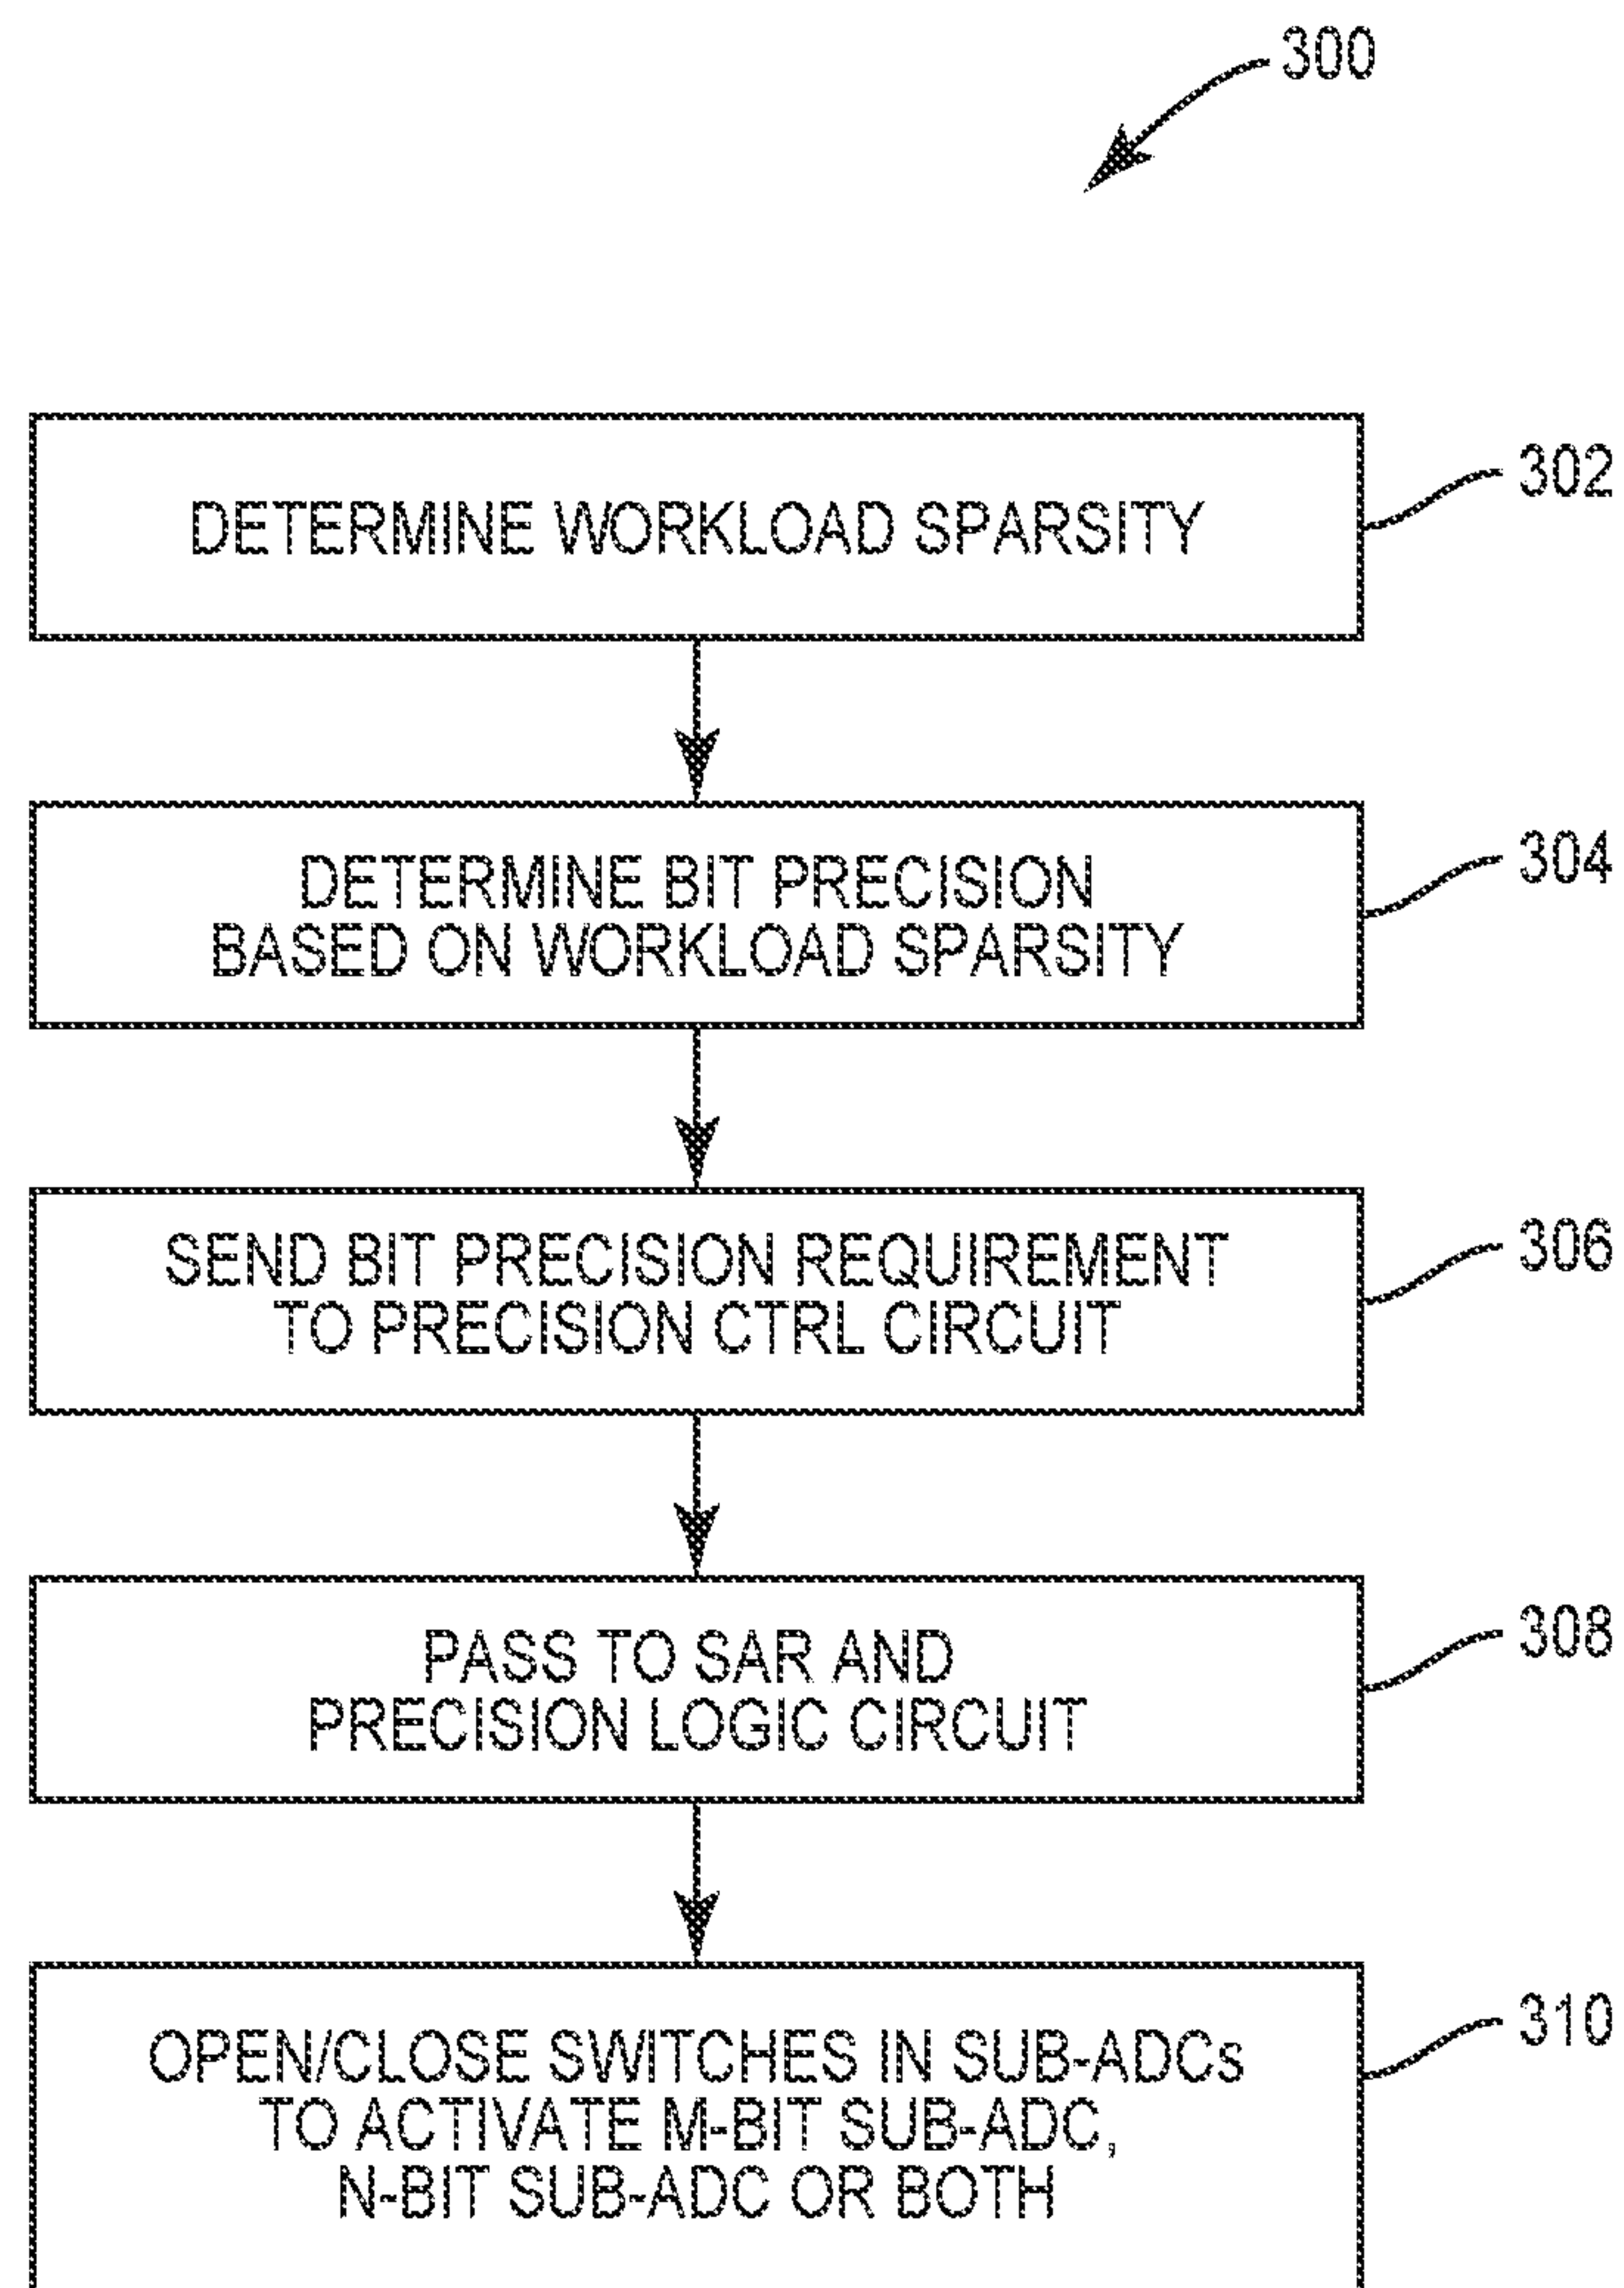 300
DETERMINE WORKLOAD SPARSITY
302
DETERMINE BIT PRECISION
BASED ON WORKLOAD SPARSITY
304
SEND BIT PRECISION REQUIREMENT
TO PRECISION CTRL CIRCUIT
306
PASS TO SAR AND
PRECISION LOGIC CIRCUIT
308
OPEN/CLOSE SWITCHES IN SUB-ADCs
TO ACTIVATE M-BIT SUB-ADC,
N-BIT SUB-ADC OR BOTH
310